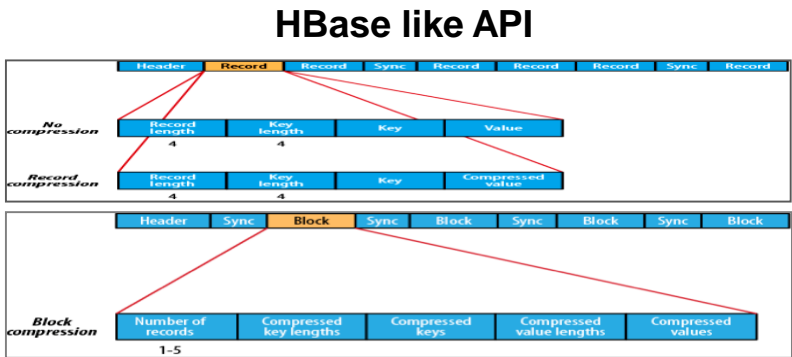 HBase like API
Header Record Record Sync Record Record Record Sync Record
No
compression
Record
length
Key
length
Key
Value
4 4
Record
compression
Record
length
Key
length
Key
Compressed
value
4 4
Header Sync Block Sync Block Sync Block Sync Block
Block
compression
Number of
records
Compressed
key lengths
Compressed
keys
Compressed
value lengths
Compressed
values
1–5